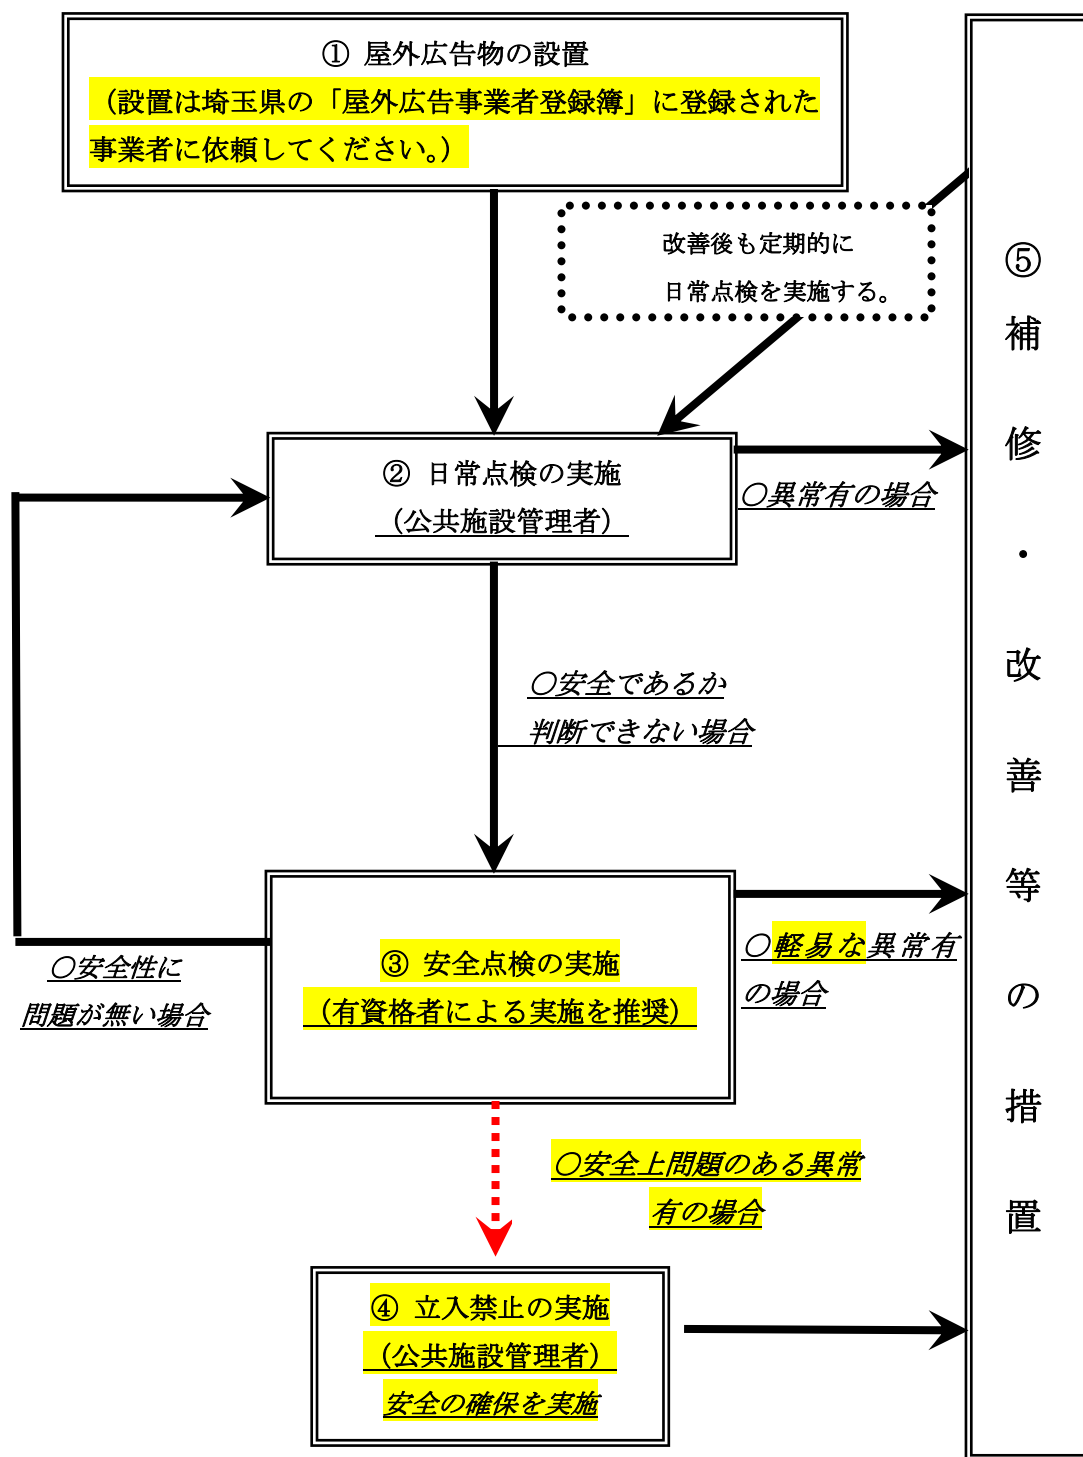 ① 屋外広告物の設置
（設置は埼玉県の「屋外広告事業者登録簿」に登録された
事業者に依頼してください。）
改善後も定期的に
日常点検を実施する。
② 日常点検の実施
（公共施設管理者）
○異常有の場合
○安全であるか
判断できない場合
③ 安全点検の実施
（有資格者による実施を推奨）
○安全性に
問題が無い場合
○軽易な異常有
の場合
○安全上問題のある異常
有の場合
④ 立入禁止の実施
（公共施設管理者）
安全の確保を実施
⑤補修・改善等の措置